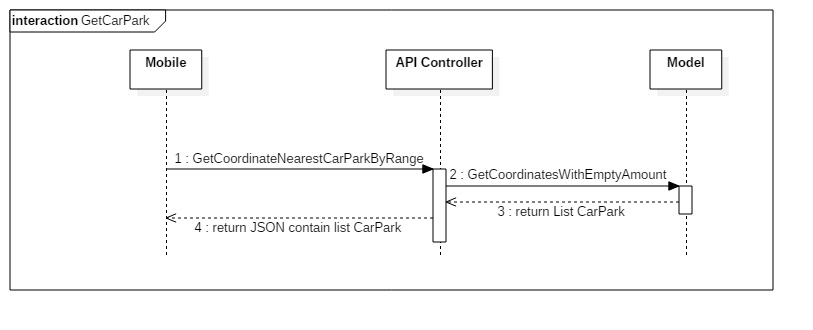 interaction GetCarPark
Mobile
API Controller
Model
1 : GetCoordinateNearestCarParkByRange
2 : GetCoordinatesWithEmptyAmount
3 : return List CarPark
4 : return JSON contain list CarPark